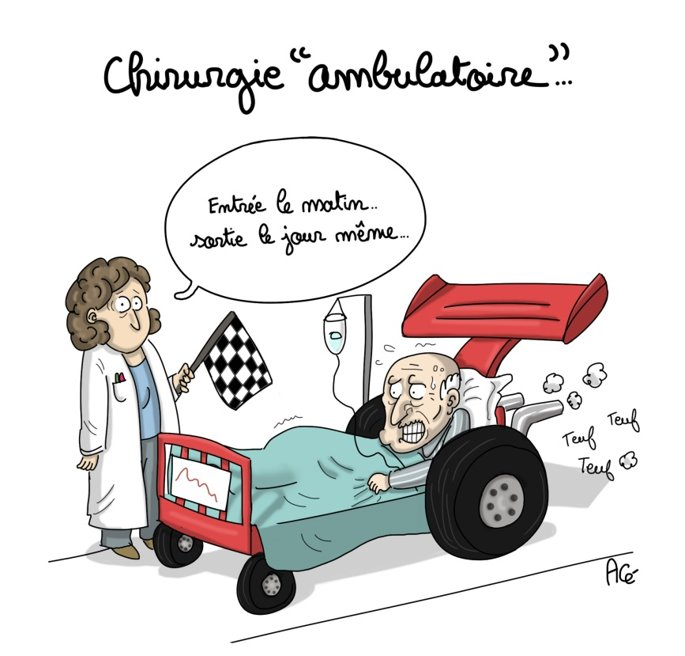 Chirurgie "ambulatoire"...
Entrée le matin..
sortie le jour même...
Teuf
Teuf
Teuf
ACé